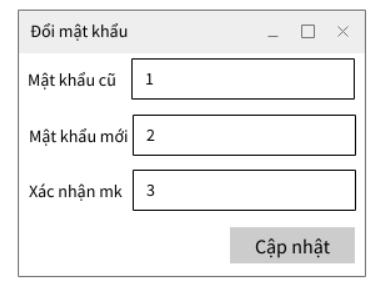 Đổi mật khẩu
Mật khẩu cũ 1
Mật khẩu mới 2
Xác nhận mk 3
Cập nhật